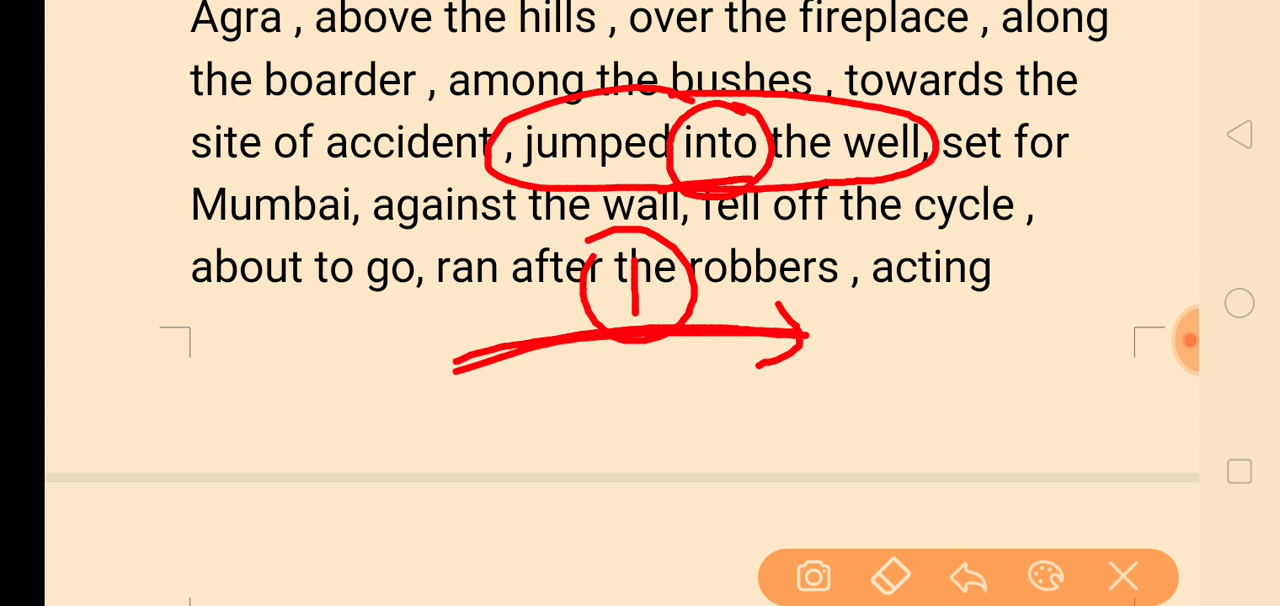 Agra , above the hills , over the fireplace , along
the boarder , among the bushes , towards the
site of accident , jumped into the well, set for
Mumbai, against the wall, fell off the cycle ,
about to go, ran after the robbers , acting
1